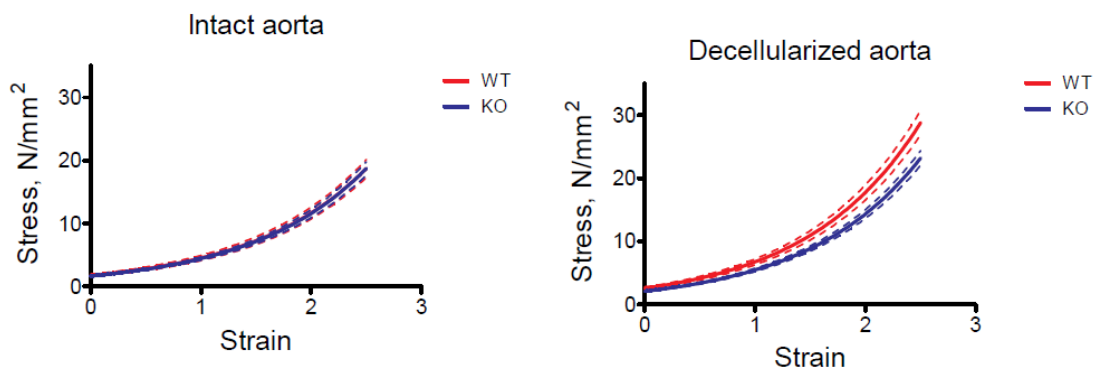 Intact aorta
WT
KO
Stress, N/mm²
30
20
10
0
0 1 2 3
Strain
Decellularized aorta
WT
KO
Stress, N/mm²
30
20
10
0
0 1 2 3
Strain